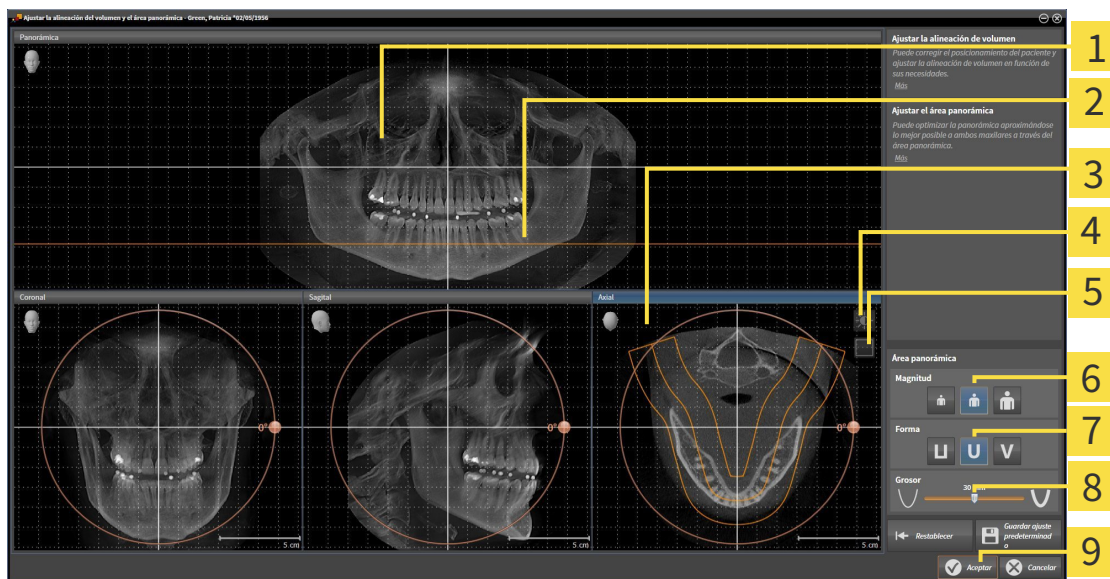 Ajustar la alineación del volumen y el área panorámica - Green, Patricia *02/05/1956
Panorámica
Ajustar la alineación de volumen
Puede corregir el posicionamiento del paciente y
ajustar la alineación de volumen en función de
sus necesidades.
Más
Ajustar el área panorámica
Puede optimizar la panorámica aproximándose
lo mejor posible a ambos maxilares a través del
área panorámica.
Más
1
2
3
4
5
Coronal
Sagital
Axial
0°
0°
0°
5 cm
5 cm
5 cm
Área panorámica
Magnitud
6
Forma
U
V
7
Grosor
30
8
Restablecer
Guardar ajuste
predeterminad
o
Aceptar
Cancelar
9